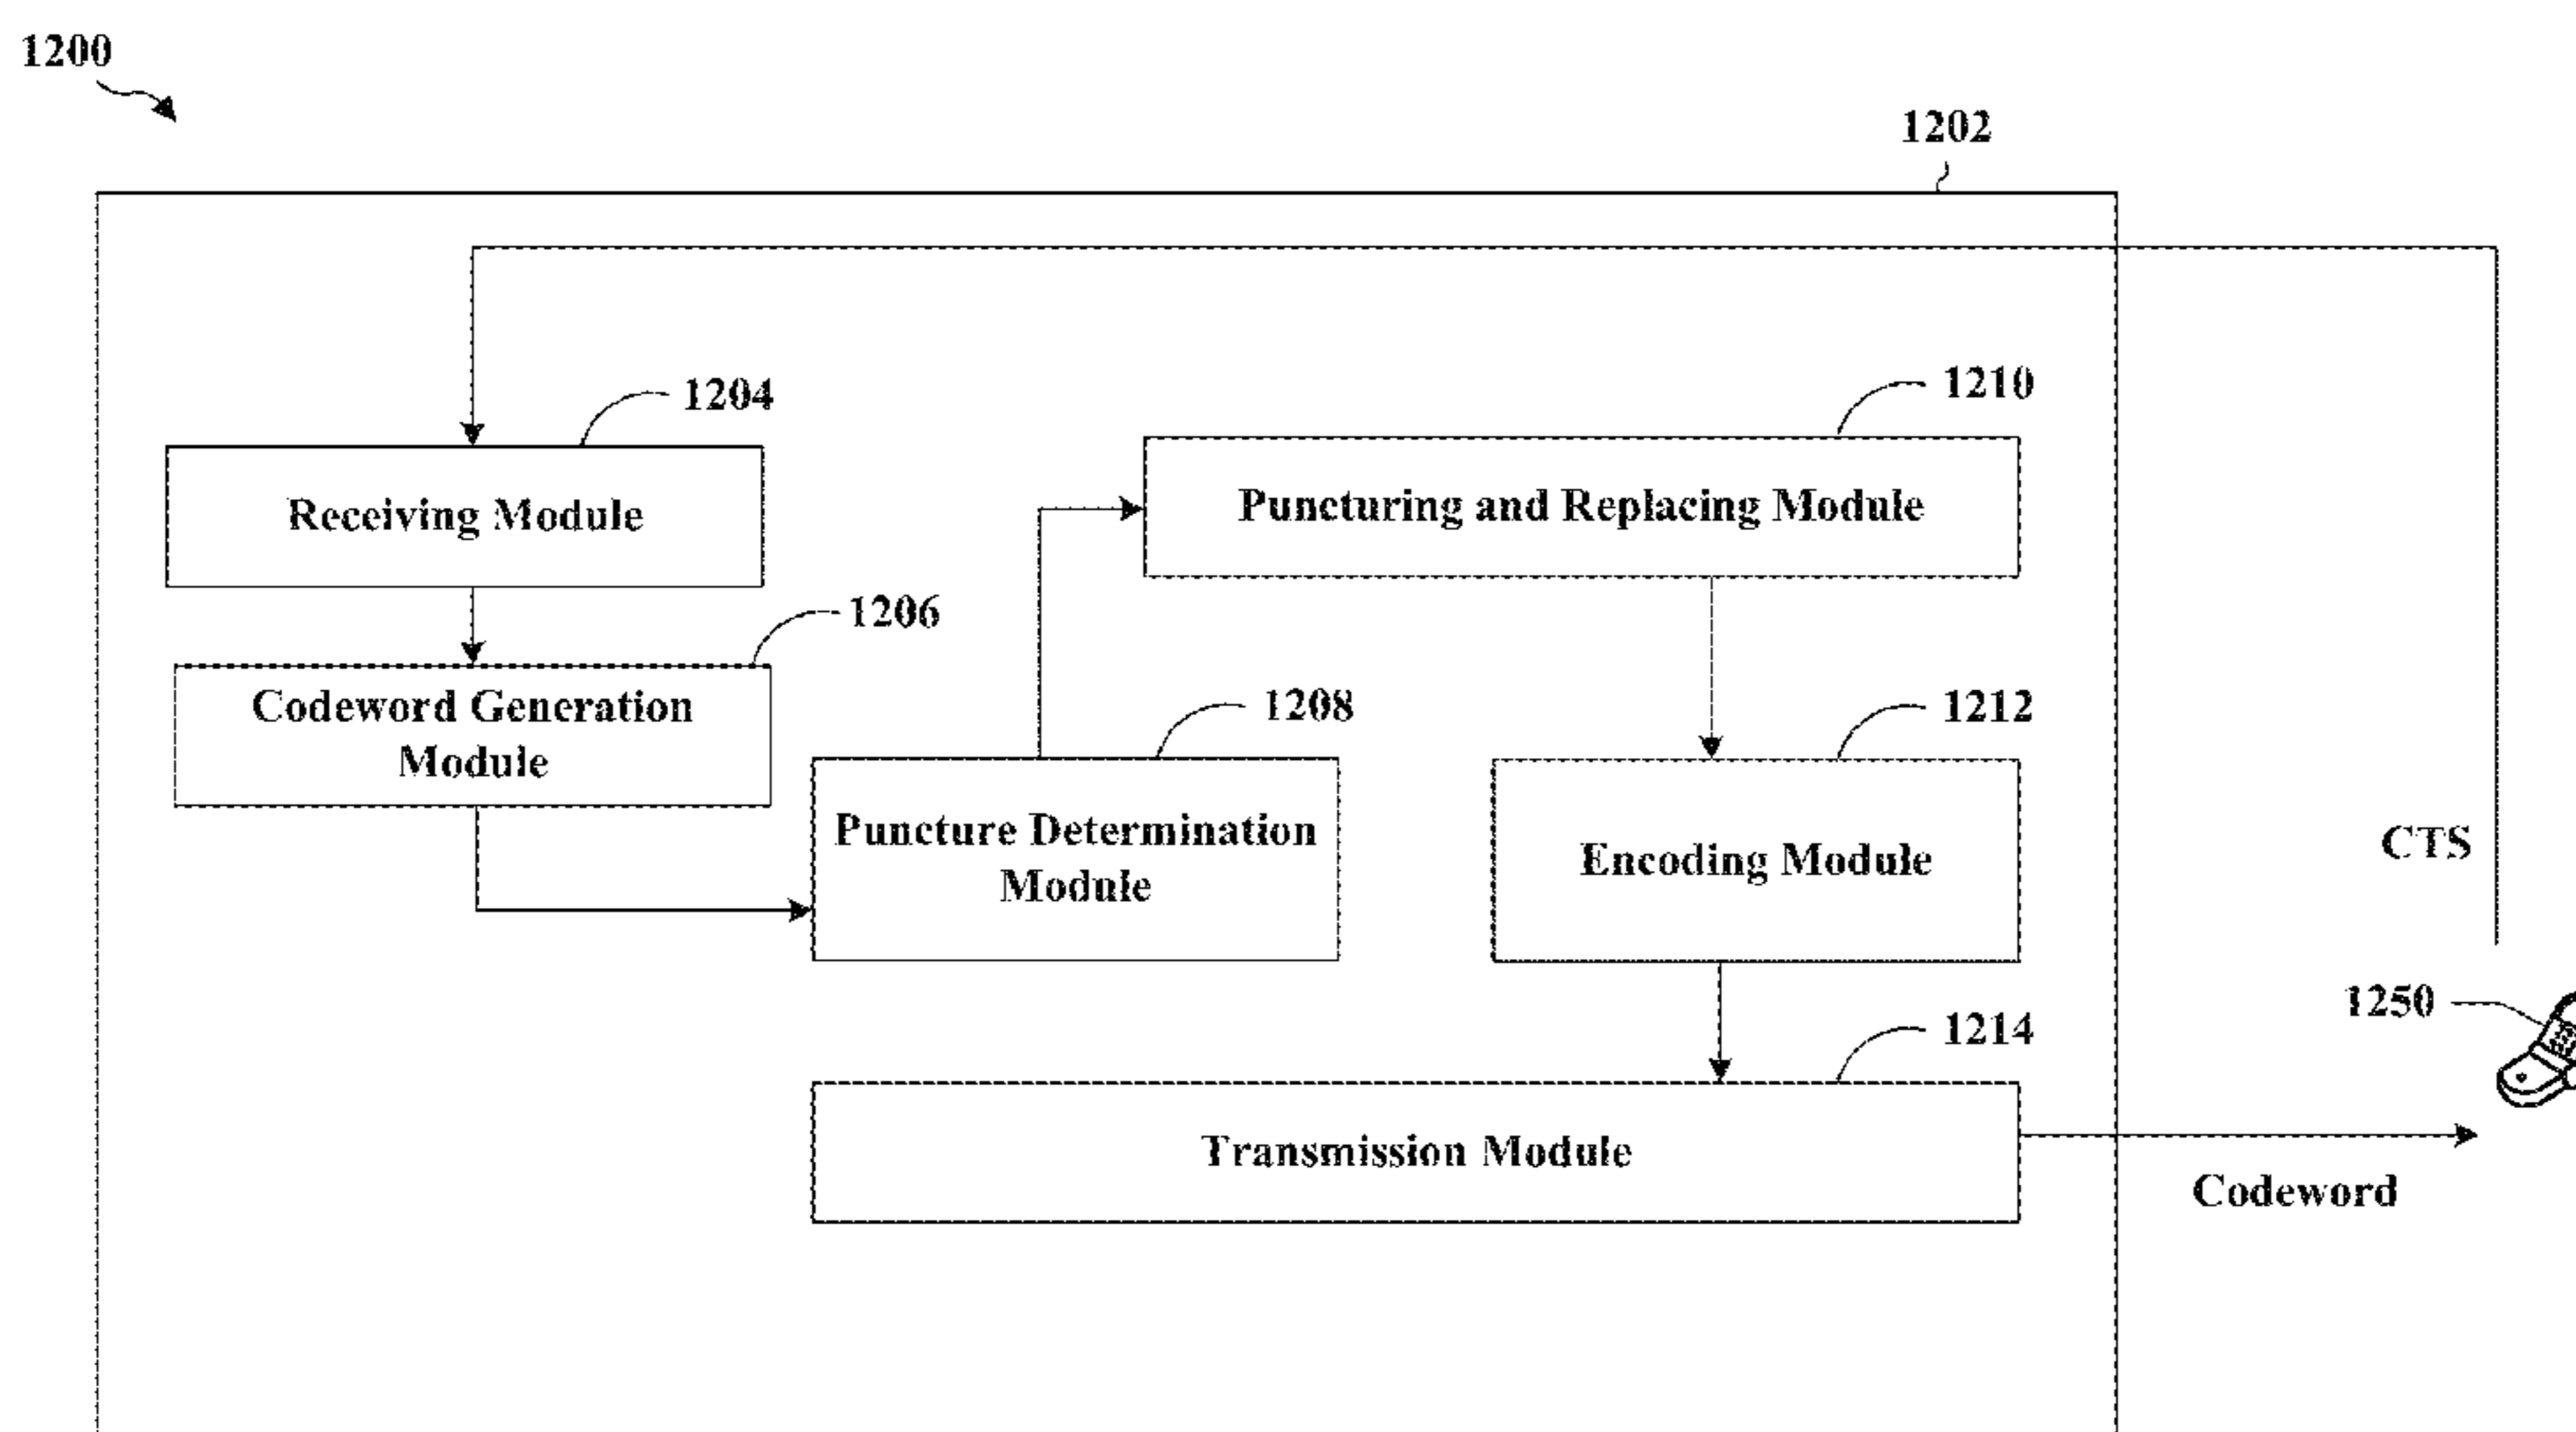 1200
1202
1204
1210
Receiving Module
Puncturing and Replacing Module
1206
Codeword Generation
Module
1208
1212
Puncture Determination
Module
Encoding Module
CTS
1250
1214
Transmission Module
Codeword